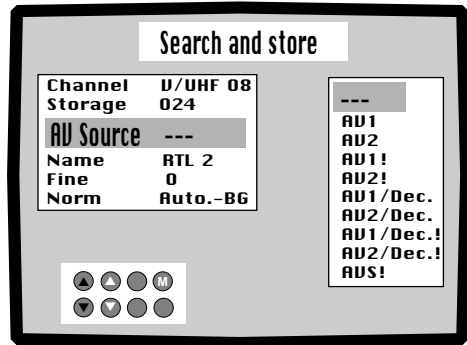 Search and store
Channel V/UHF 08
Storage 024
AV Source ---
Name RTL 2
Fine 0
Norm Auto.-BG
---
AV1
AV2
AV1!
AV2!
AV1/Dec.
AV2/Dec.
AV1/Dec.!
AV2/Dec.!
AVS!
M